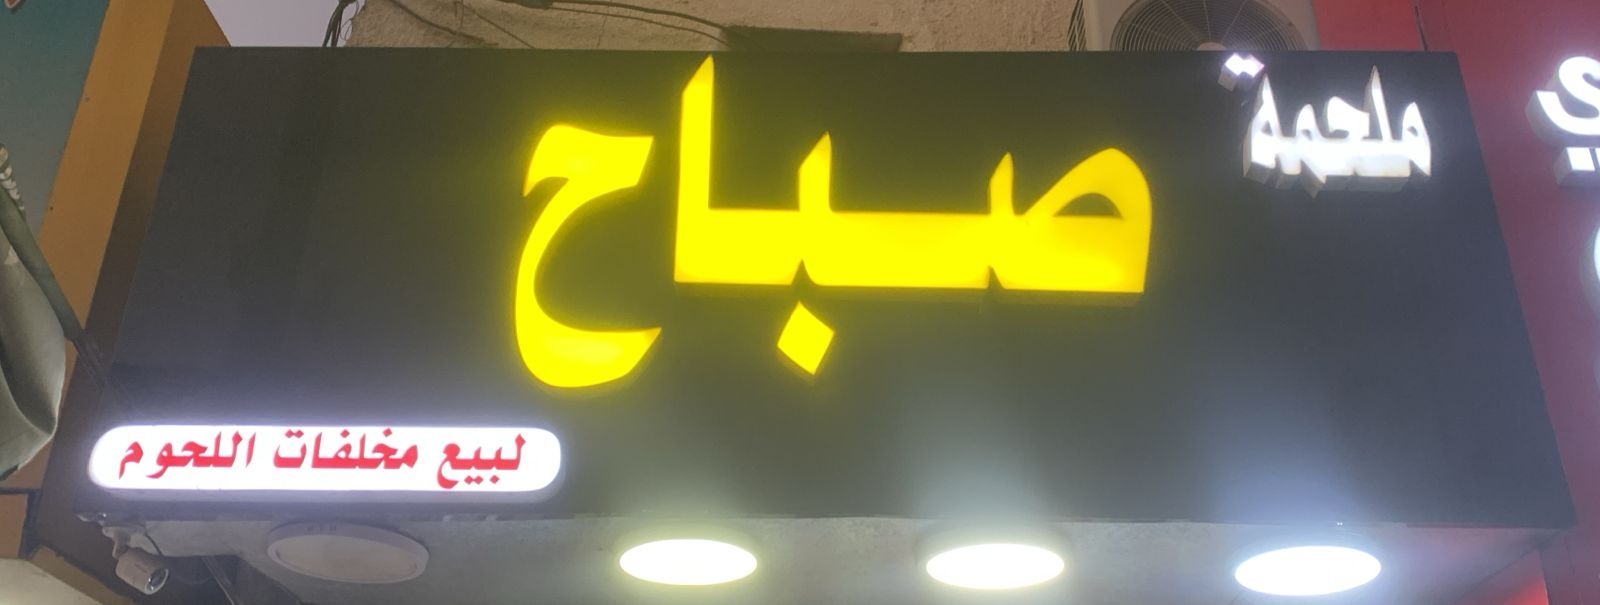 ملحمة
صباح
لبيع مخلفات اللحوم